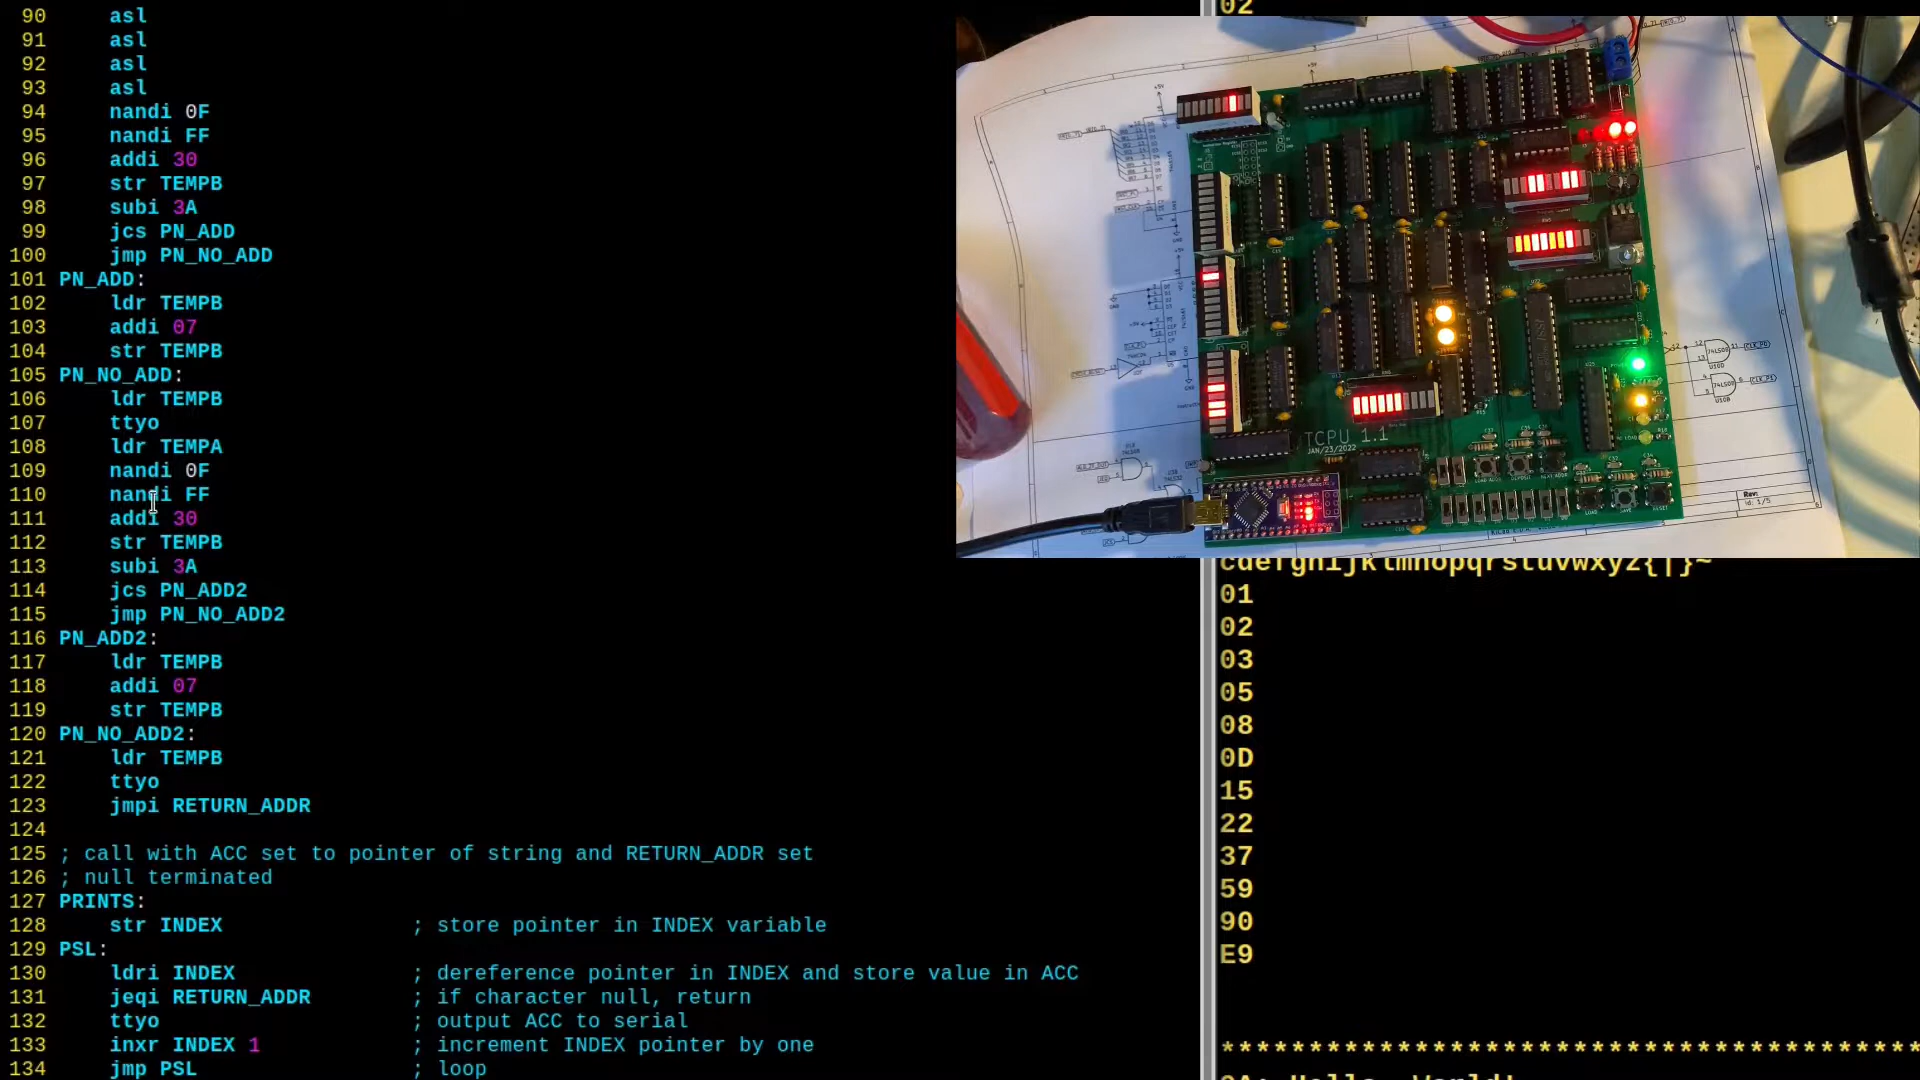 90 asl
91 asl
92 asl
93 asl
94 nandi 0F
95 nandi FF
96 addi 30
97 str TEMPB
98 subi 3A
99 jcs PN_ADD
100 jmp PN_NO_ADD
101 PN_ADD:
102 ldr TEMPB
103 addi 07
104 str TEMPB
105 PN_NO_ADD:
106 ldr TEMPB
107 ttyo
108 ldr TEMPA
109 nandi 0F
110 nandi FF
111 addi 30
112 str TEMPB
113 subi 3A
114 jcs PN_ADD2
115 jmp PN_NO_ADD2
116 PN_ADD2:
117 ldr TEMPB
118 addi 07
119 str TEMPB
120 PN_NO_ADD2:
121 ldr TEMPB
122 ttyo
123 jmpi RETURN_ADDR
124
125 ; call with ACC set to pointer of string and RETURN_ADDR set
126 ; null terminated
127 PRINTS:
128 str INDEX ; store pointer in INDEX variable
129 PSL:
130 ldri INDEX ; dereference pointer in INDEX and store value in ACC
131 jeqi RETURN_ADDR ; if character null, return
132 ttyo ; output ACC to serial
133 inxr INDEX 1 ; increment INDEX pointer by one
134 jmp PSL ; loop
02
TCPU 1.1
JAN/23/2022
cdefghijklmnopqrstuvwxyz{|}~
01
02
03
05
08
0D
15
22
37
59
90
E9
****************************************
0A: Hello, World!